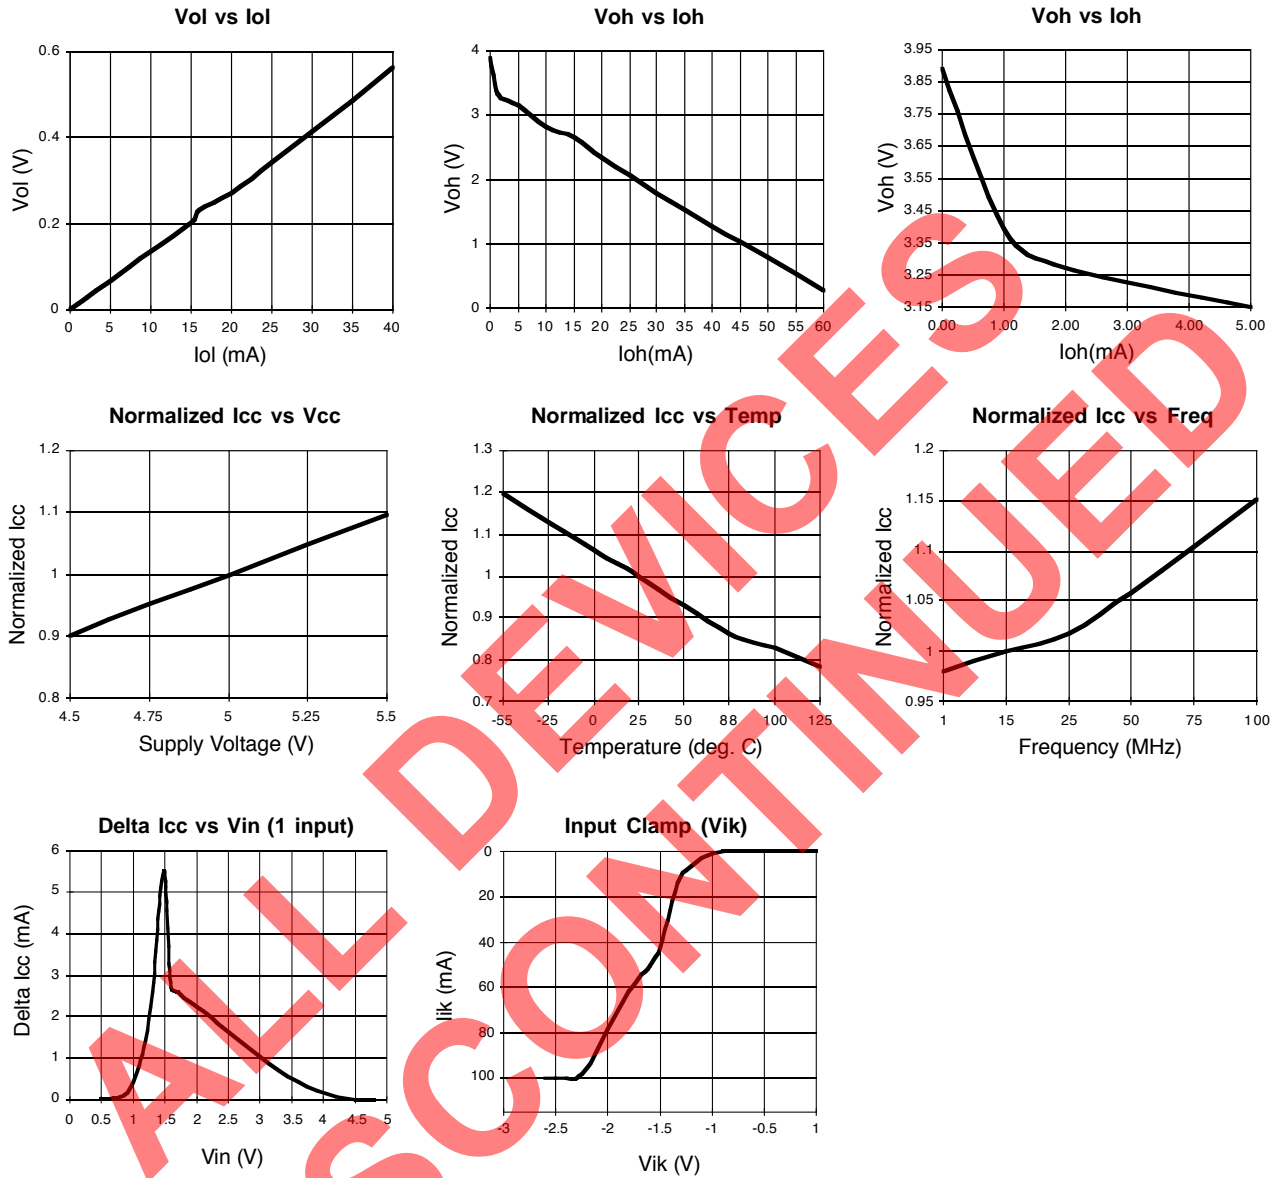 Vol vs Iol
0.6
0.4
0.2
0
Vol (V)
0 5 10 15 20 25 30 35 40
Iol (mA)
Voh vs Ioh
4
3
2
1
0
Voh (V)
0 5 10 15 20 25 30 35 40 45 50 55 60
Ioh(mA)
Voh vs Ioh
3.95
3.85
3.75
3.65
3.55
3.45
3.35
3.25
3.15
Voh (V)
0.00 1.00 2.00 3.00 4.00 5.00
Ioh(mA)
Normalized Icc vs Vcc
1.2
1.1
1
0.9
0.8
Normalized Icc
4.5 4.75 5 5.25 5.5
Supply Voltage (V)
Normalized Icc vs Temp
1.3
1.2
1.1
1
0.9
0.8
0.7
Normalized Icc
-55 -25 0 25 50 88 100 125
Temperature (deg. C)
Normalized Icc vs Freq
1.2
1.15
1.1
1.05
1
0.95
Normalized Icc
1 15 25 50 75 100
Frequency (MHz)
Delta Icc vs Vin (1 input)
6
5
4
3
2
1
0
Delta Icc (mA)
0 0.5 1 1.5 2 2.5 3 3.5 4 4.5 5
Vin (V)
Input Clamp (Vik)
0
20
40
60
80
100
Iik (mA)
-3 -2.5 -2 -1.5 -1 -0.5 1
Vik (V)
ALL DEVICES
SCONTINUED